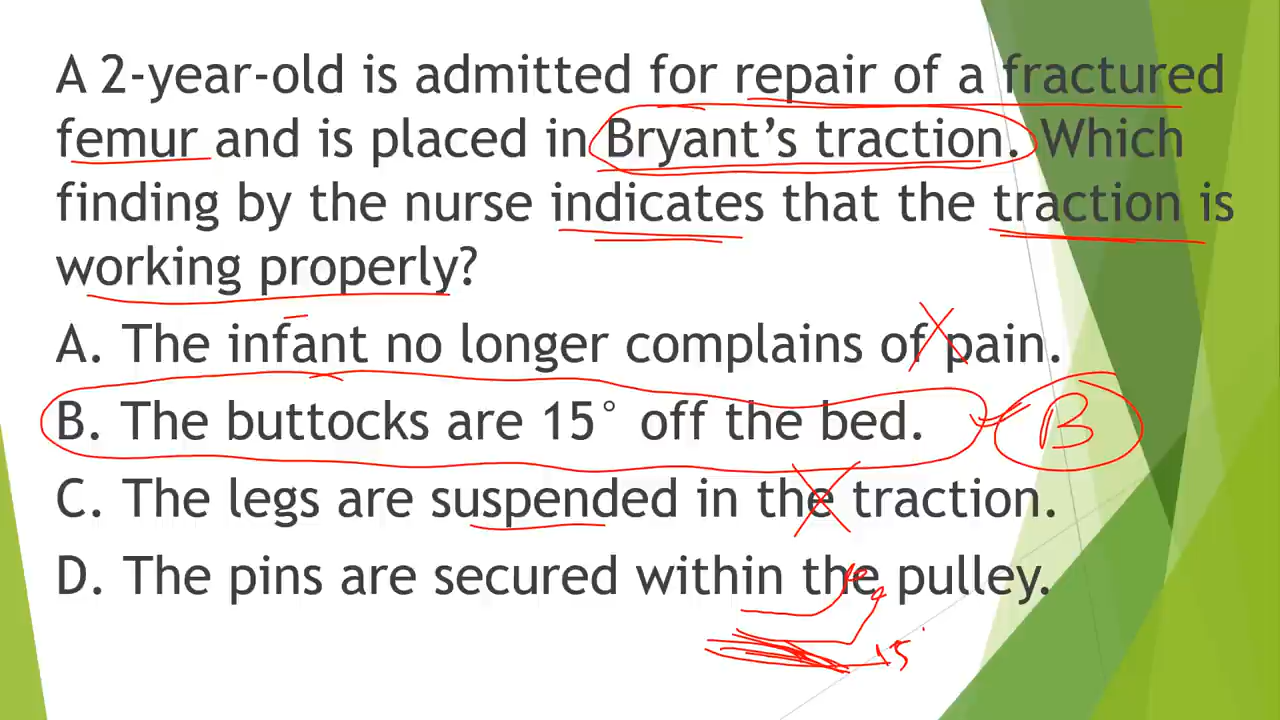 A 2-year-old is admitted for repair of a fractured
femur and is placed in Bryant’s traction. Which
finding by the nurse indicates that the traction is
working properly?
A. The infant no longer complains of pain.
B. The buttocks are 15° off the bed.
B
C. The legs are suspended in the traction.
D. The pins are secured within the pulley.
15°